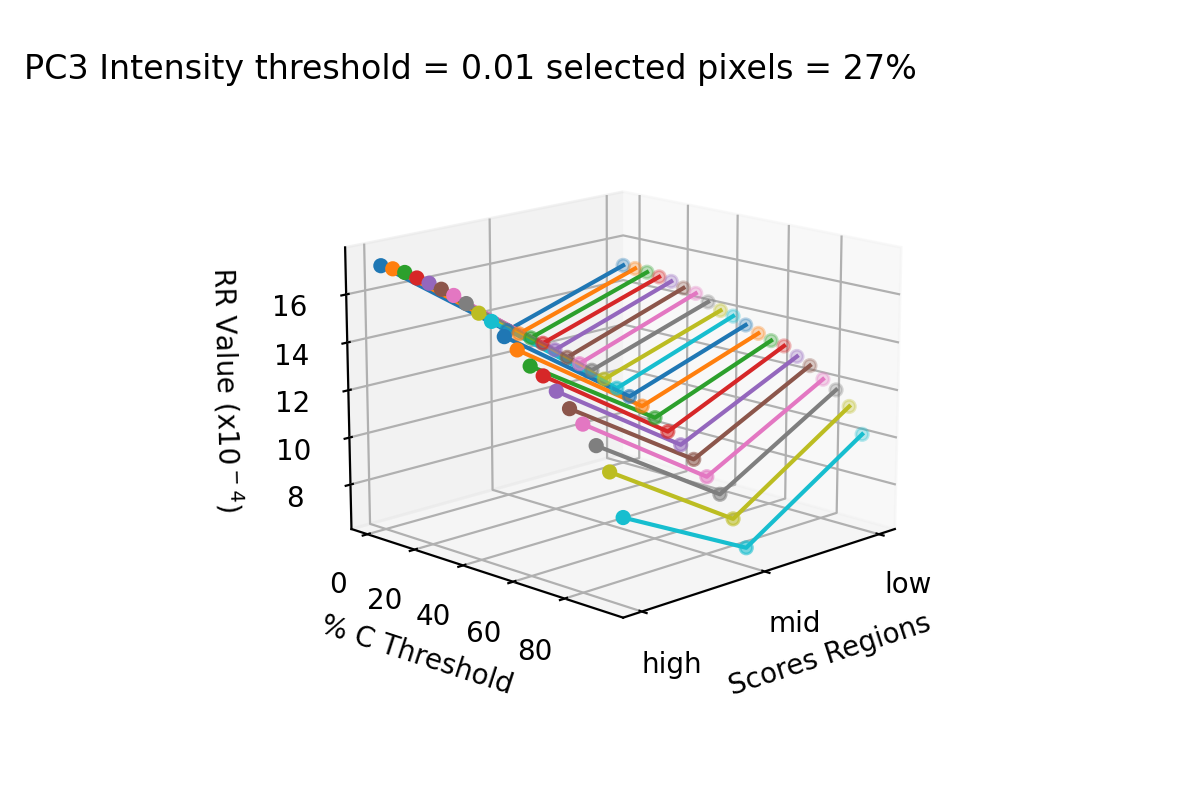 PC3 Intensity threshold = 0.01 selected pixels = 27%
RR Value (x10⁻⁴)
16
14
12
10
8
0
20
40
60
80
% C Threshold
high
mid
low
Scores Regions